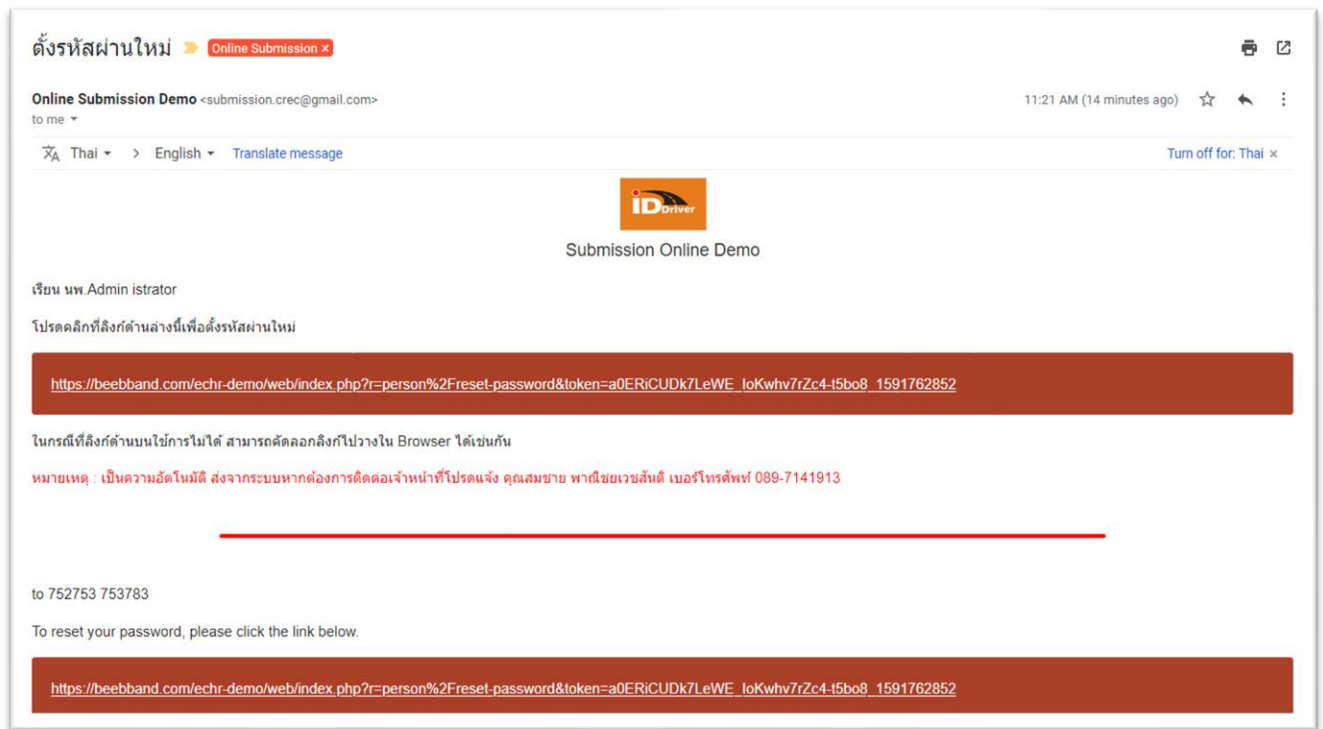 ตั้งรหัสผ่านใหม่ Online Submission ×
Online Submission Demo <submission.crec@gmail.com> 11:21 AM (14 minutes ago)
to me
Thai > English Translate message Turn off for: Thai ×
iDDriver
Submission Online Demo
เรียน นพ.Admin istrator
โปรดคลิกที่ลิงก์ด้านล่างนี้เพื่อตั้งรหัสผ่านใหม่
https://beebband.com/echr-demo/web/index.php?r=person%2Freset-password&token=a0ERiCUDk7LeWE_IoKwhv7rZc4-t5bo8_1591762852
ในกรณีที่ลิงก์ด้านบนใช้การไม่ได้ สามารถคัดลอกลิงก์ไปวางใน Browser ได้เช่นกัน
หมายเหตุ : เป็นความอัตโนมัติ ส่งจากระบบหากต้องการติดต่อเจ้าหน้าที่โปรดแจ้ง คุณสมชาย พาณิชยเวชสันติ เบอร์โทรศัพท์ 089-7141913
to 752753 753783
To reset your password, please click the link below.
https://beebband.com/echr-demo/web/index.php?r=person%2Freset-password&token=a0ERiCUDk7LeWE_IoKwhv7rZc4-t5bo8_1591762852